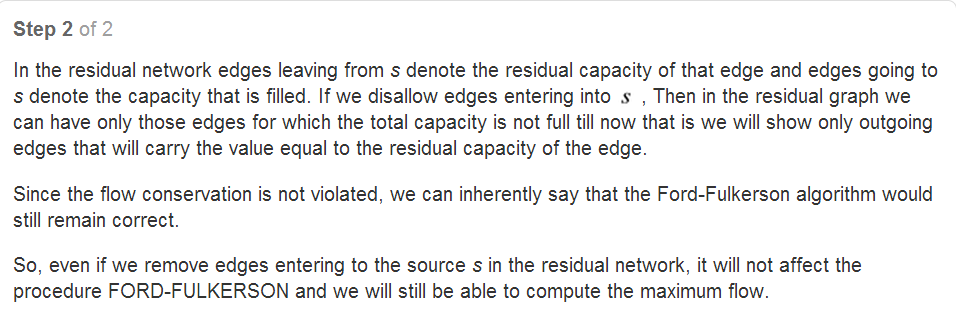 Step 2 of 2
In the residual network edges leaving from s denote the residual capacity of that edge and edges going to
s denote the capacity that is filled. If we disallow edges entering into s , Then in the residual graph we
can have only those edges for which the total capacity is not full till now that is we will show only outgoing
edges that will carry the value equal to the residual capacity of the edge.
Since the flow conservation is not violated, we can inherently say that the Ford-Fulkerson algorithm would
still remain correct.
So, even if we remove edges entering to the source s in the residual network, it will not affect the
procedure FORD-FULKERSON and we will still be able to compute the maximum flow.